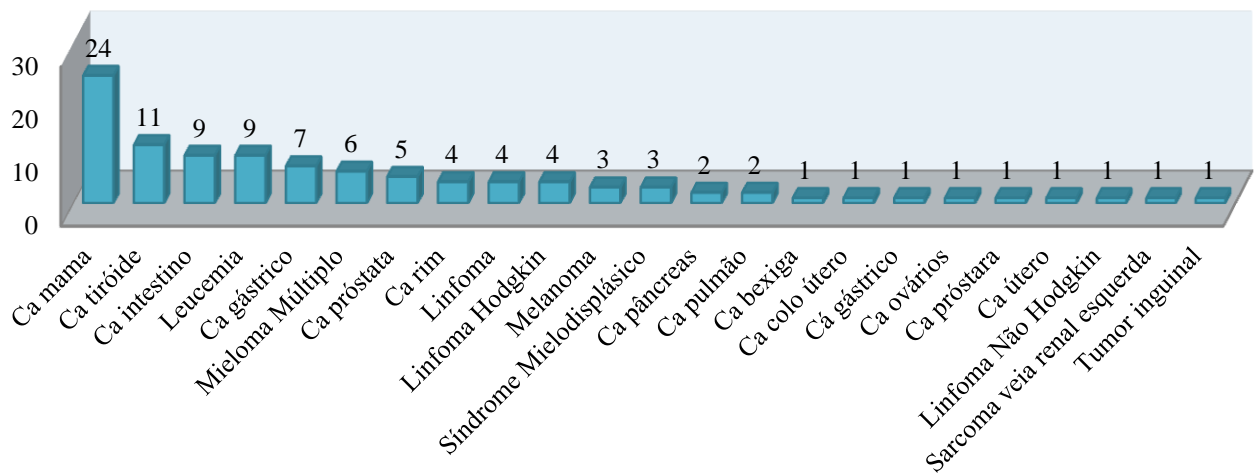 30
20
10
0
24
11
9
9
7
6
5
4
4
4
3
3
2
2
1
1
1
1
1
1
1
1
1
Ca mama
Ca tiróide
Ca intestino
Leucemia
Ca gástrico
Mieloma Múltiplo
Ca próstata
Ca rim
Linfoma
Linfoma Hodgkin
Melanoma
Síndrome Mielodisplásico
Ca pâncreas
Ca pulmão
Ca bexiga
Ca colo útero
Cá gástrico
Ca ovários
Ca próstara
Ca útero
Linfoma Não Hodgkin
Sarcoma veia renal esquerda
Tumor inguinal